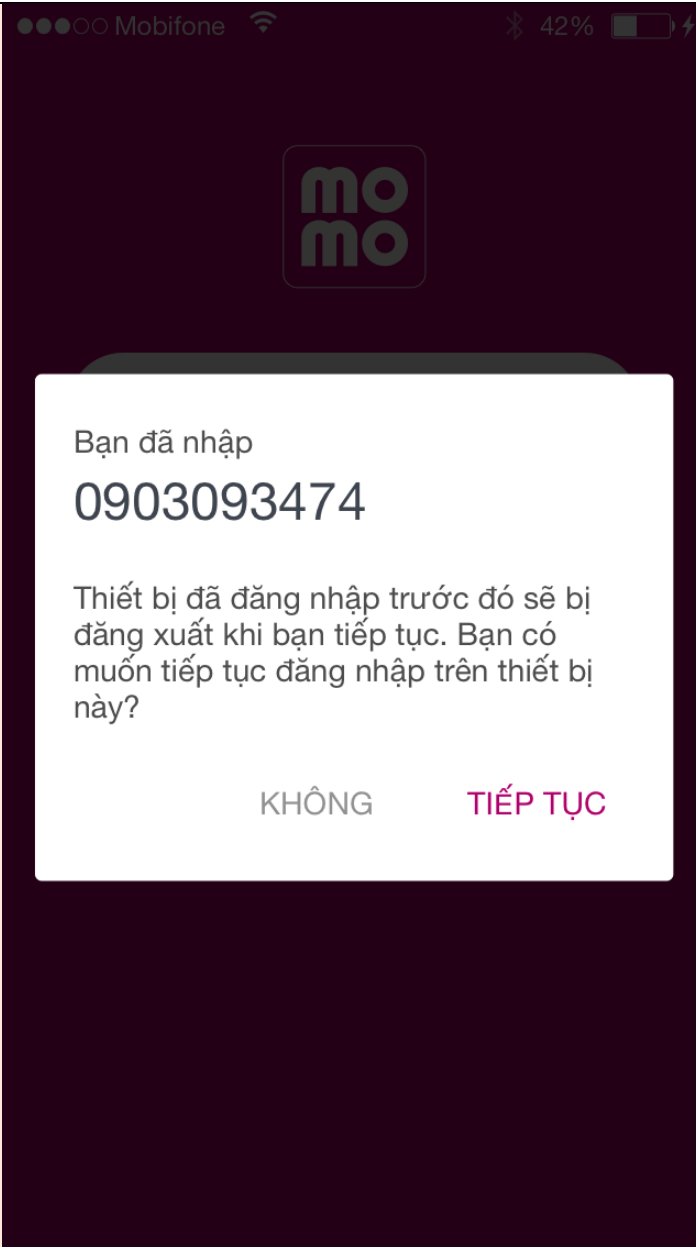 Mobifone 42%
mo
mo
Bạn đã nhập
0903093474
Thiết bị đã đăng nhập trước đó sẽ bị
đăng xuất khi bạn tiếp tục. Bạn có
muốn tiếp tục đăng nhập trên thiết bị
này?
KHÔNG TIẾP TỤC